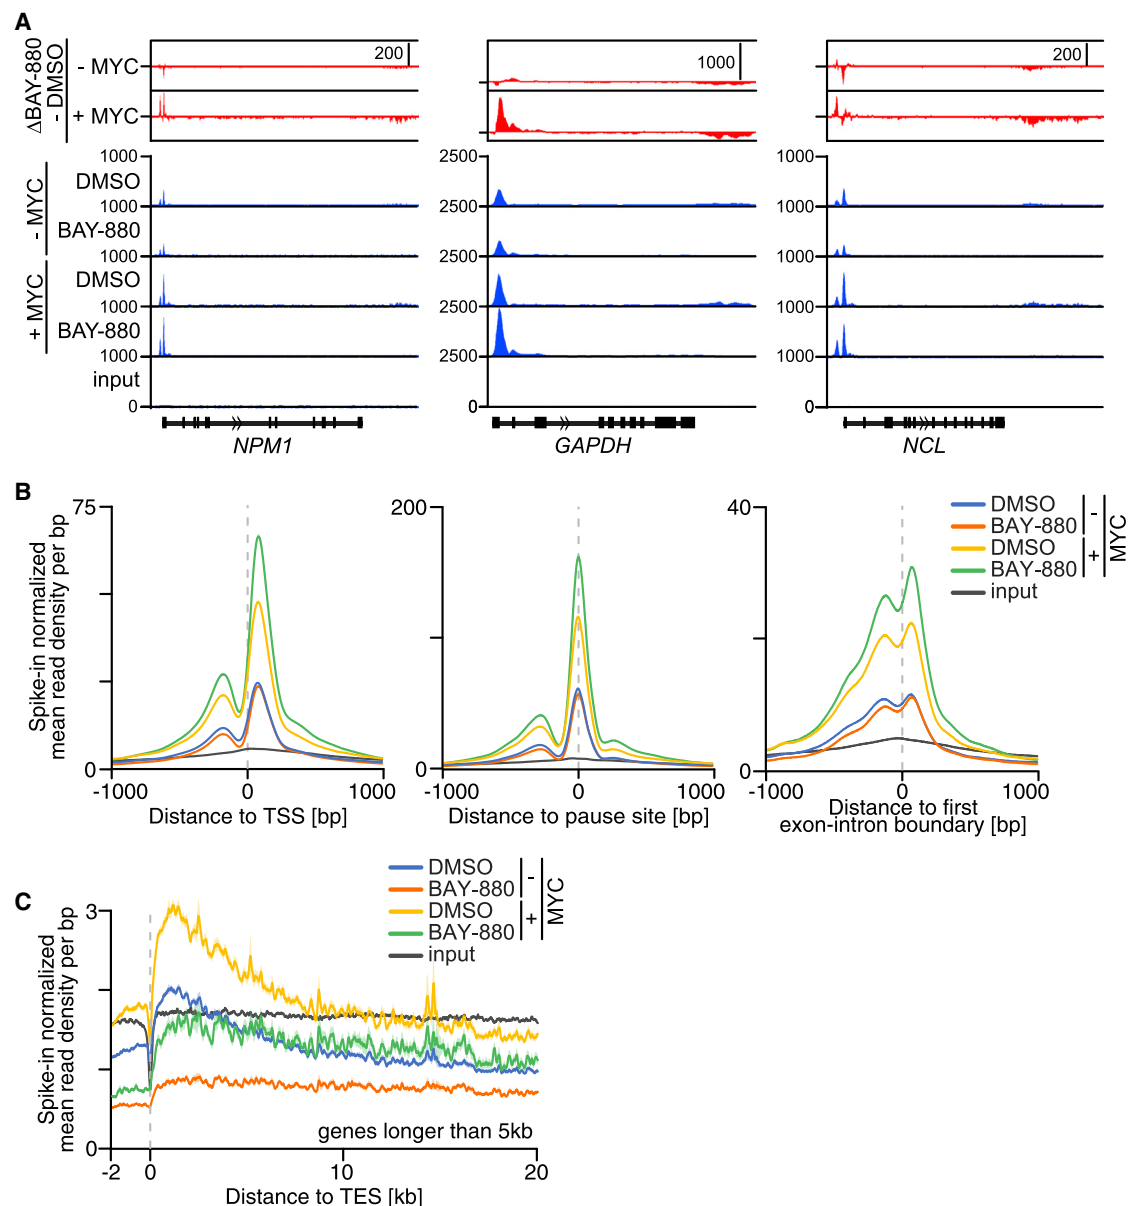 A
ΔBAY-880
- DMSO
- MYC
+ MYC
200
1000
200
- MYC
+ MYC
DMSO
BAY-880
DMSO
BAY-880
input
1000
1000
1000
1000
1000
0
2500
2500
2500
2500
2500
0
1000
1000
1000
1000
1000
0
NPM1
GAPDH
NCL
B
Spike-in normalized
mean read density per bp
75
0
-1000 0 1000
Distance to TSS [bp]
200
0
-1000 0 1000
Distance to pause site [bp]
40
0
-1000 0 1000
Distance to first
exon-intron boundary [bp]
DMSO
BAY-880
-
DMSO
BAY-880
+
MYC
input
C
DMSO
BAY-880
-
DMSO
BAY-880
+
MYC
input
Spike-in normalized
mean read density per bp
3
0
genes longer than 5kb
-2 0 10 20
Distance to TES [kb]